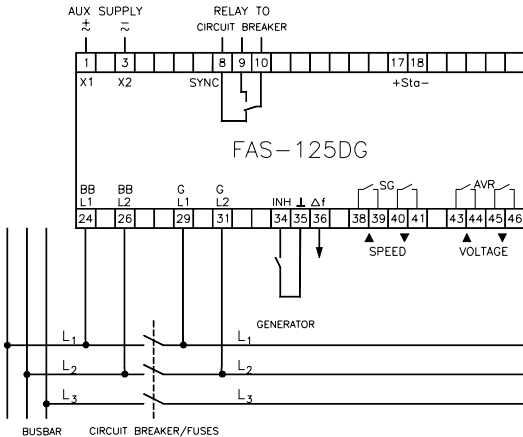 AUX SUPPLY
RELAY TO
CIRCUIT BREAKER
+ ~ − ~
1 3 8 9 10 17 18
X1 X2 SYNC +Sta-
FAS-125DG
BB BB G G SG AVR
L1 L2 L1 L2 INH ⊥ Δf
24 26 29 31 34 35 36 38 39 40 41 43 44 45 46
▲ ▼ ▲ ▼
SPEED VOLTAGE
GENERATOR
L1 L1
L2 L2
L3 L3
BUSBAR CIRCUIT BREAKER/FUSES